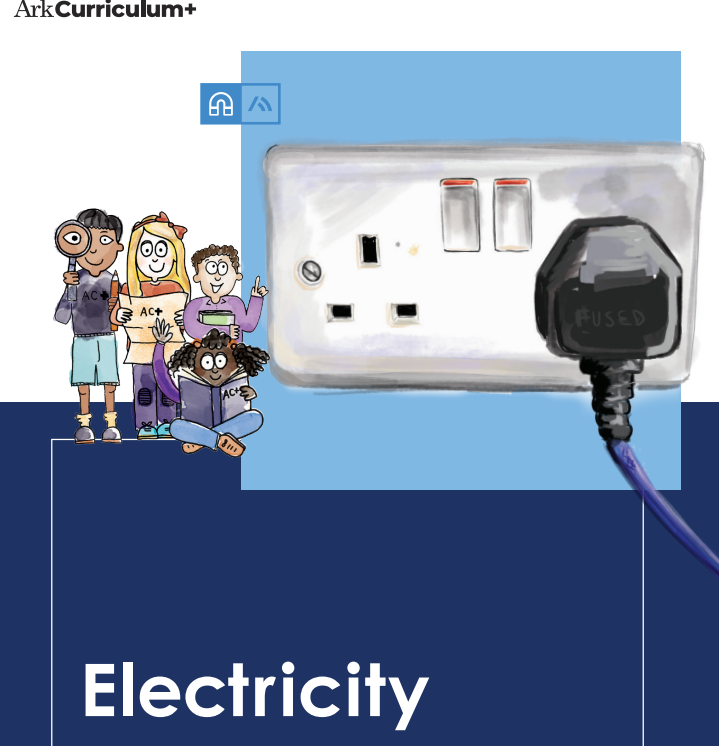 ArkCurriculum+
AC+
AC+
AC+
FUSED
Electricity